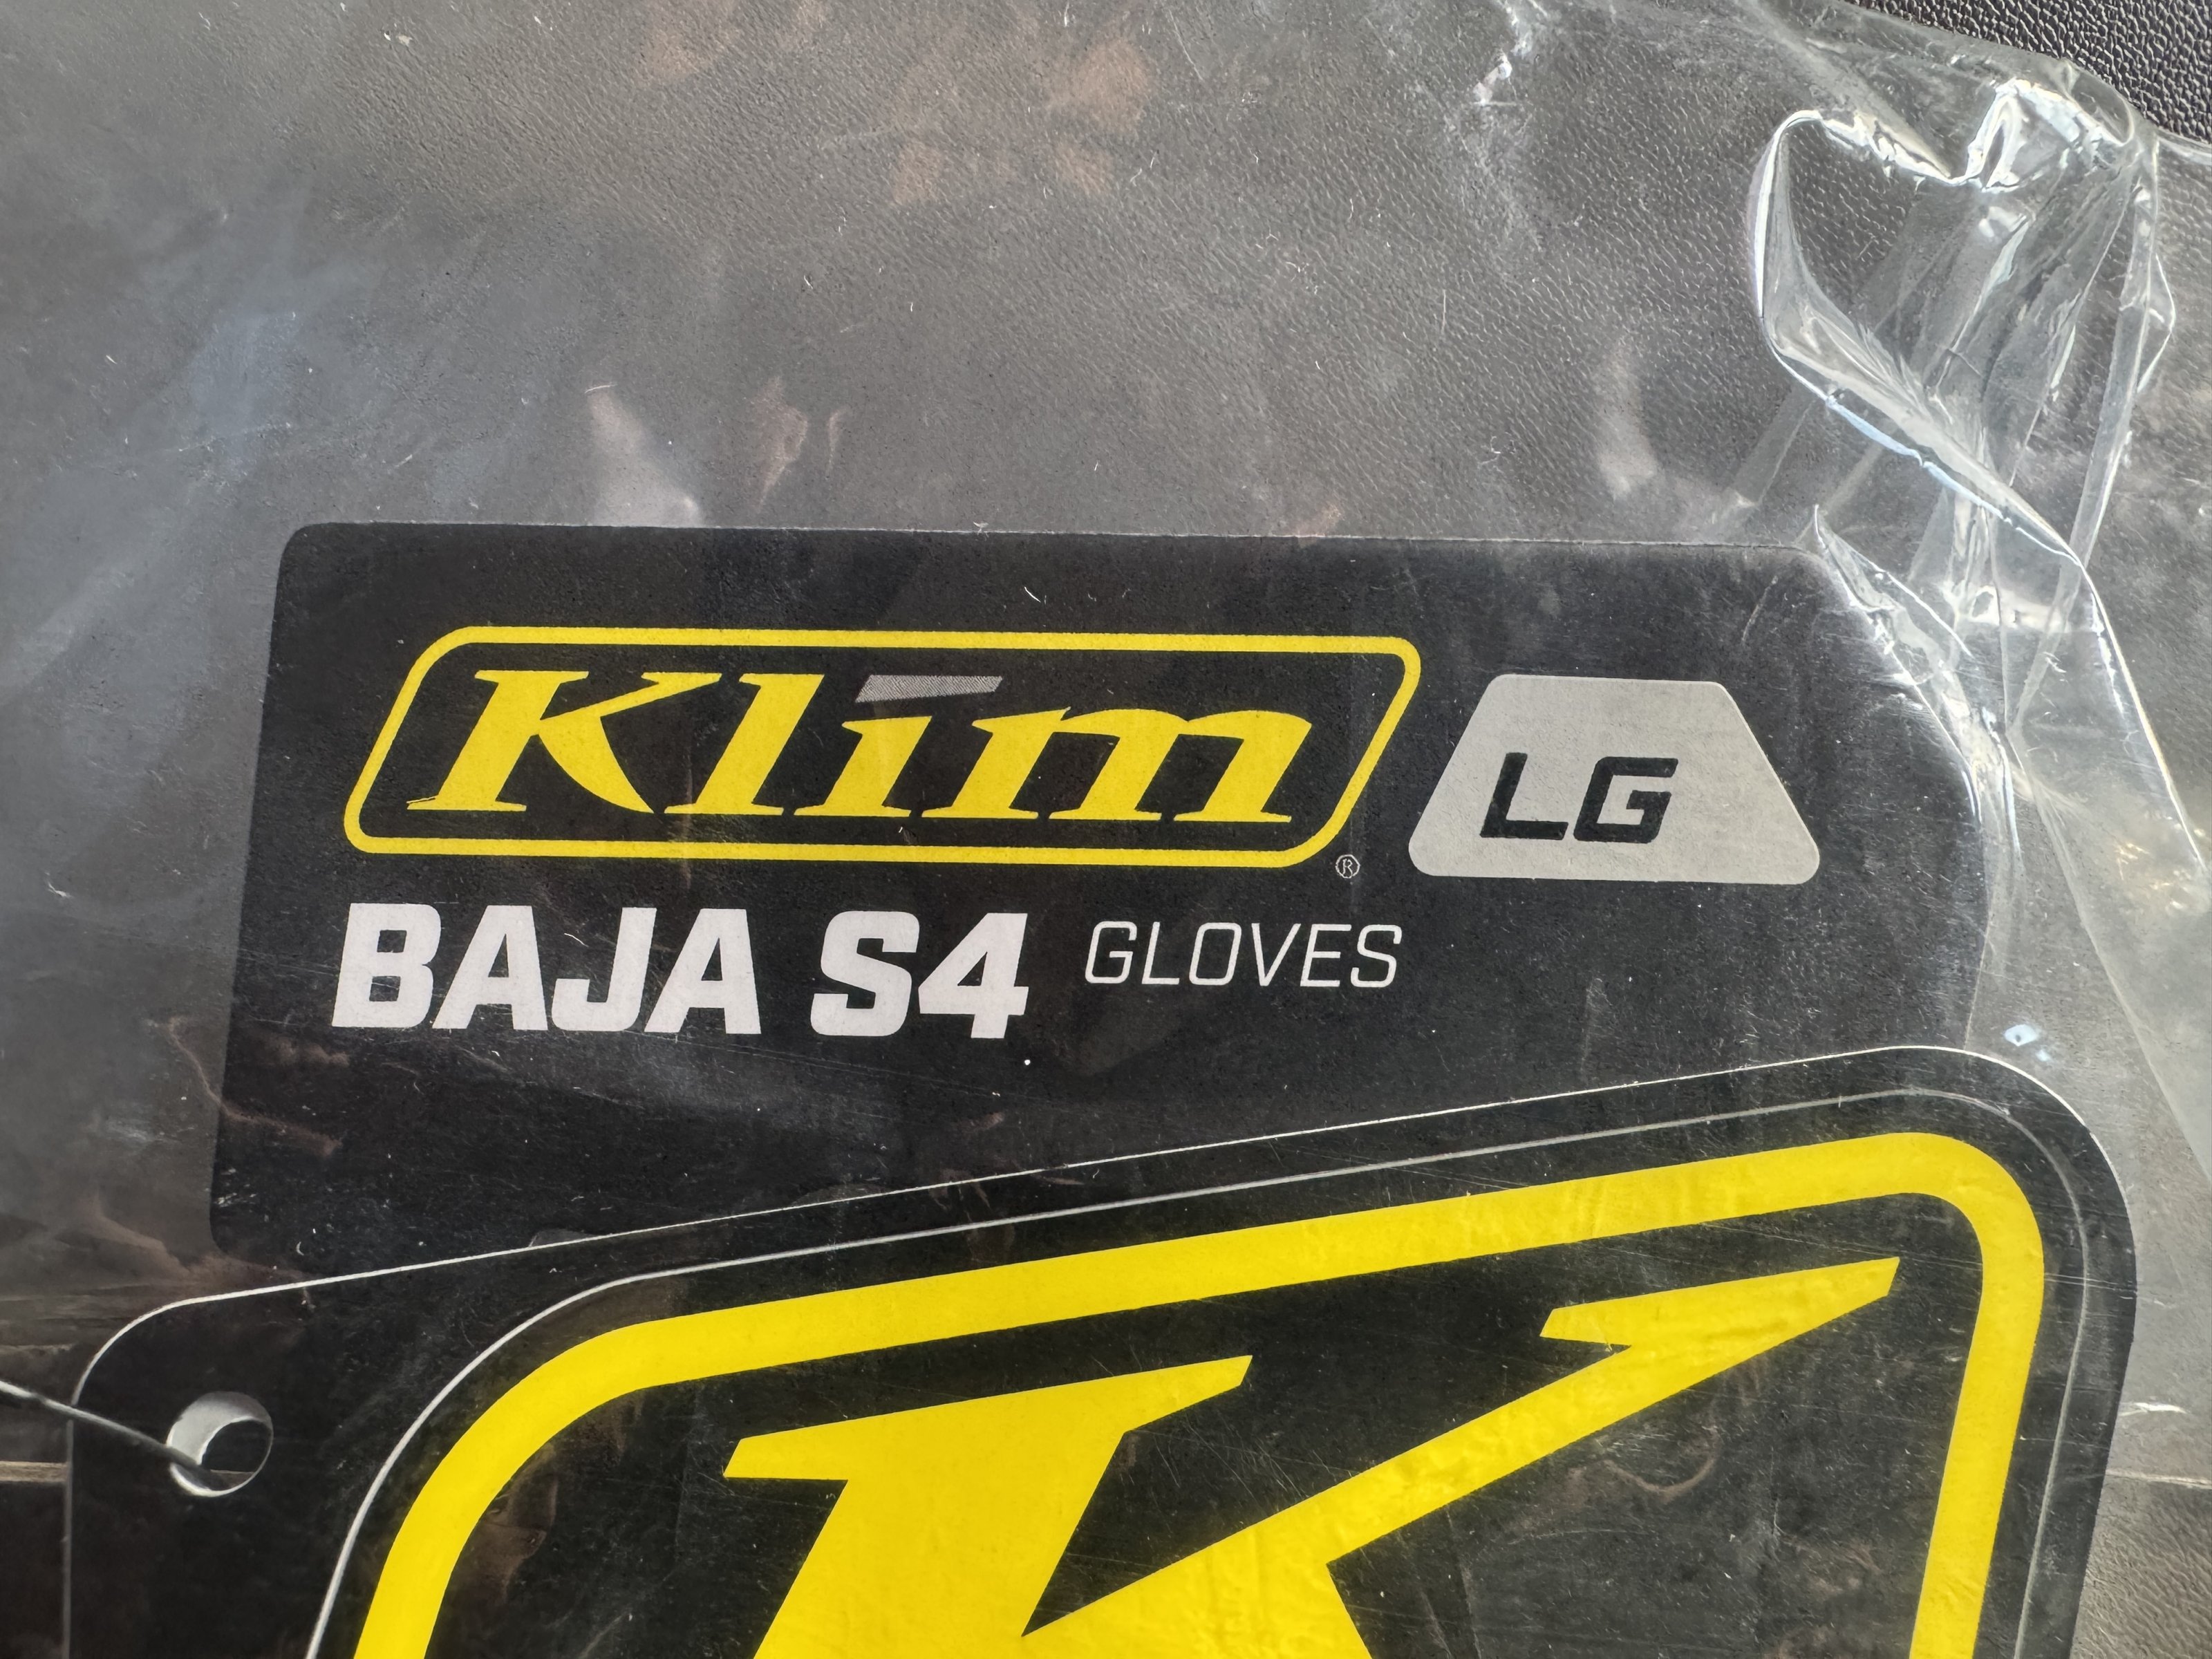 Klim ®
LG
BAJA S4 GLOVES
K